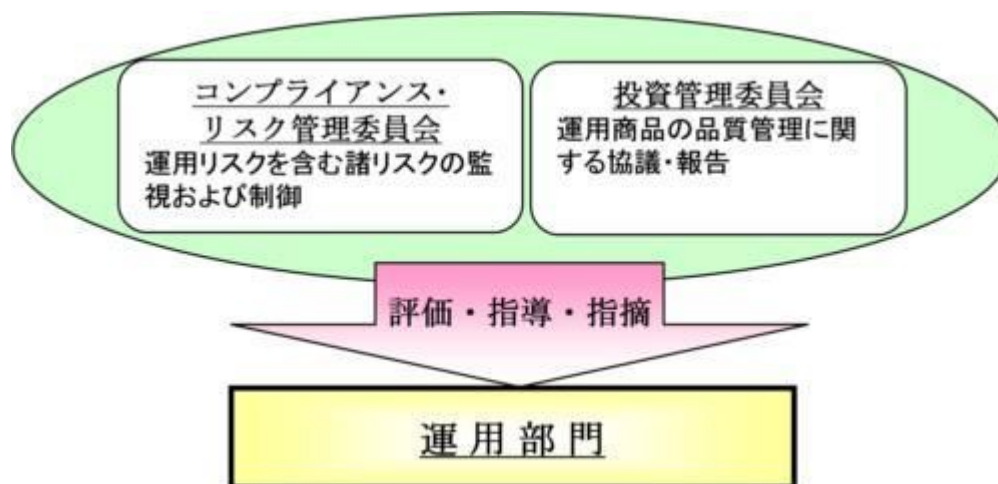 コンプライアンス・
リスク管理委員会
運用リスクを含む諸リスクの監
視および制御
投資管理委員会
運用商品の品質管理に関
する協議・報告
評価・指導・指摘
運用部門